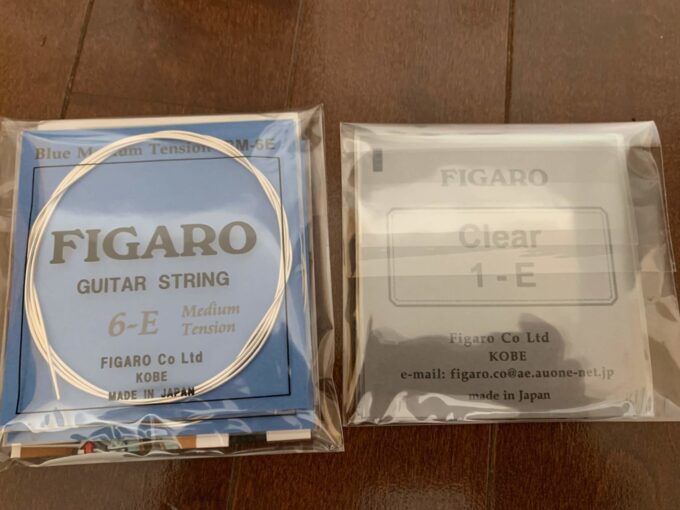 Blue Medium Tension
FIGARO
GUITAR STRING
6-E Medium
Tension
FIGARO Co Ltd
KOBE
MADE IN JAPAN
FIGARO
Clear
1-E
Figaro Co Ltd
KOBE
e-mail: figaro.co@ae.auone-net.jp
made in Japan